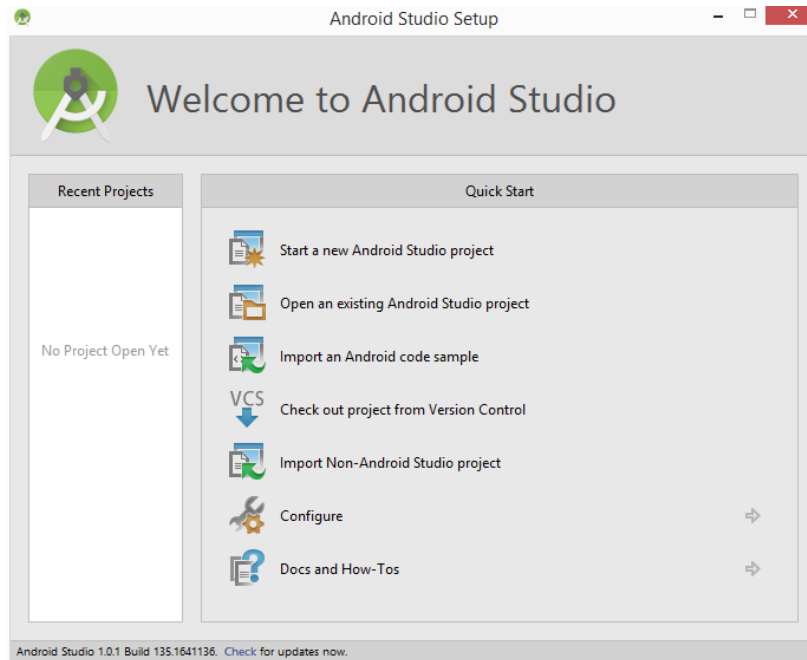 Android Studio Setup
Welcome to Android Studio
Recent Projects
No Project Open Yet
Quick Start
Start a new Android Studio project
Open an existing Android Studio project
Import an Android code sample
VCS
Check out project from Version Control
Import Non-Android Studio project
Configure
Docs and How-Tos
Android Studio 1.0.1 Build 135.1641136. Check for updates now.